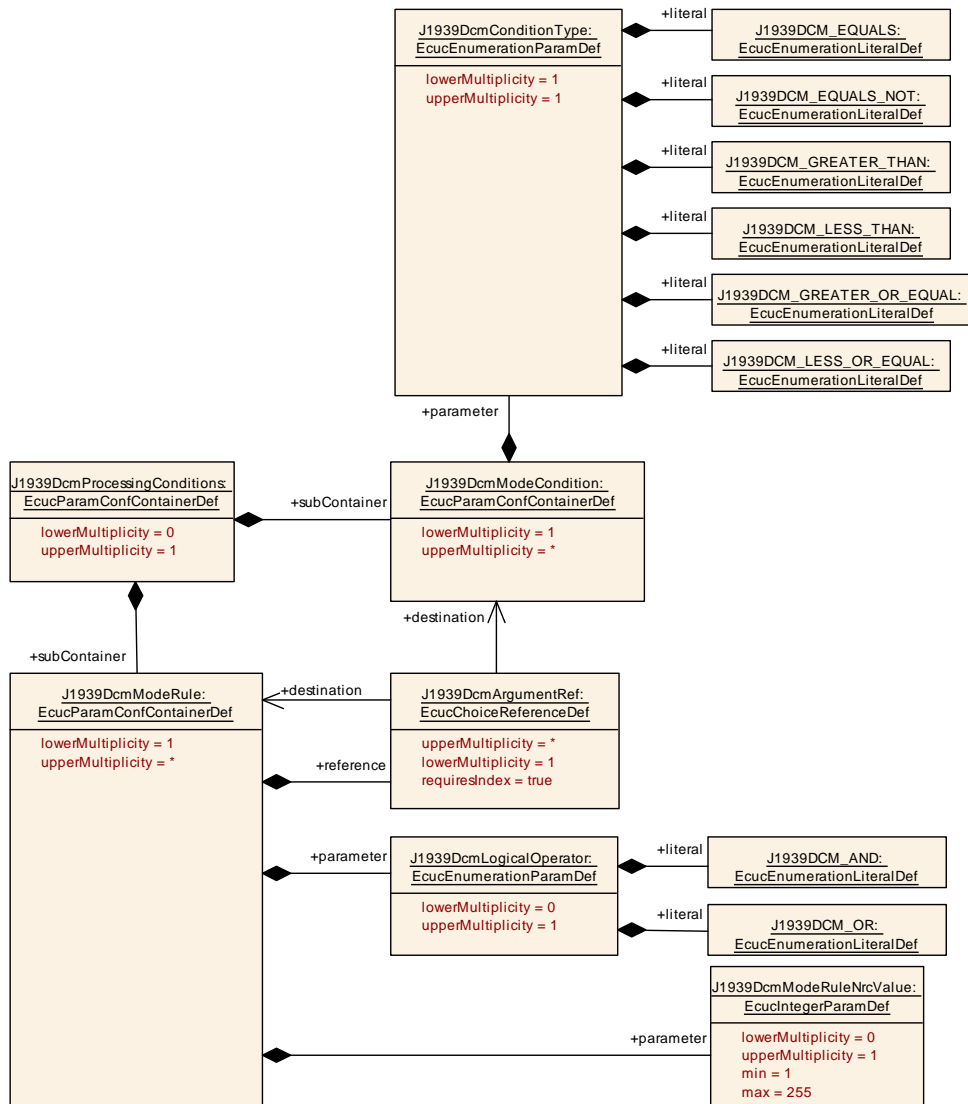 J1939DcmConditionType:
EcucEnumerationParamDef
lowerMultiplicity = 1
upperMultiplicity = 1
+literal
J1939DCM_EQUALS:
EcucEnumerationLiteralDef
+literal
J1939DCM_EQUALS_NOT:
EcucEnumerationLiteralDef
+literal
J1939DCM_GREATER_THAN:
EcucEnumerationLiteralDef
+literal
J1939DCM_LESS_THAN:
EcucEnumerationLiteralDef
+literal
J1939DCM_GREATER_OR_EQUAL:
EcucEnumerationLiteralDef
+literal
J1939DCM_LESS_OR_EQUAL:
EcucEnumerationLiteralDef
+parameter
J1939DcmProcessingConditions:
EcucParamConfContainerDef
lowerMultiplicity = 0
upperMultiplicity = 1
+subContainer
J1939DcmModeCondition:
EcucParamConfContainerDef
lowerMultiplicity = 1
upperMultiplicity = *
+destination
+subContainer
J1939DcmModeRule:
EcucParamConfContainerDef
lowerMultiplicity = 1
upperMultiplicity = *
+destination
+reference
J1939DcmArgumentRef:
EcucChoiceReferenceDef
upperMultiplicity = *
lowerMultiplicity = 1
requiresIndex = true
+parameter
J1939DcmLogicalOperator:
EcucEnumerationParamDef
lowerMultiplicity = 0
upperMultiplicity = 1
+literal
J1939DCM_AND:
EcucEnumerationLiteralDef
+literal
J1939DCM_OR:
EcucEnumerationLiteralDef
+parameter
J1939DcmModeRuleNrcValue:
EcucIntegerParamDef
lowerMultiplicity = 0
upperMultiplicity = 1
min = 1
max = 255